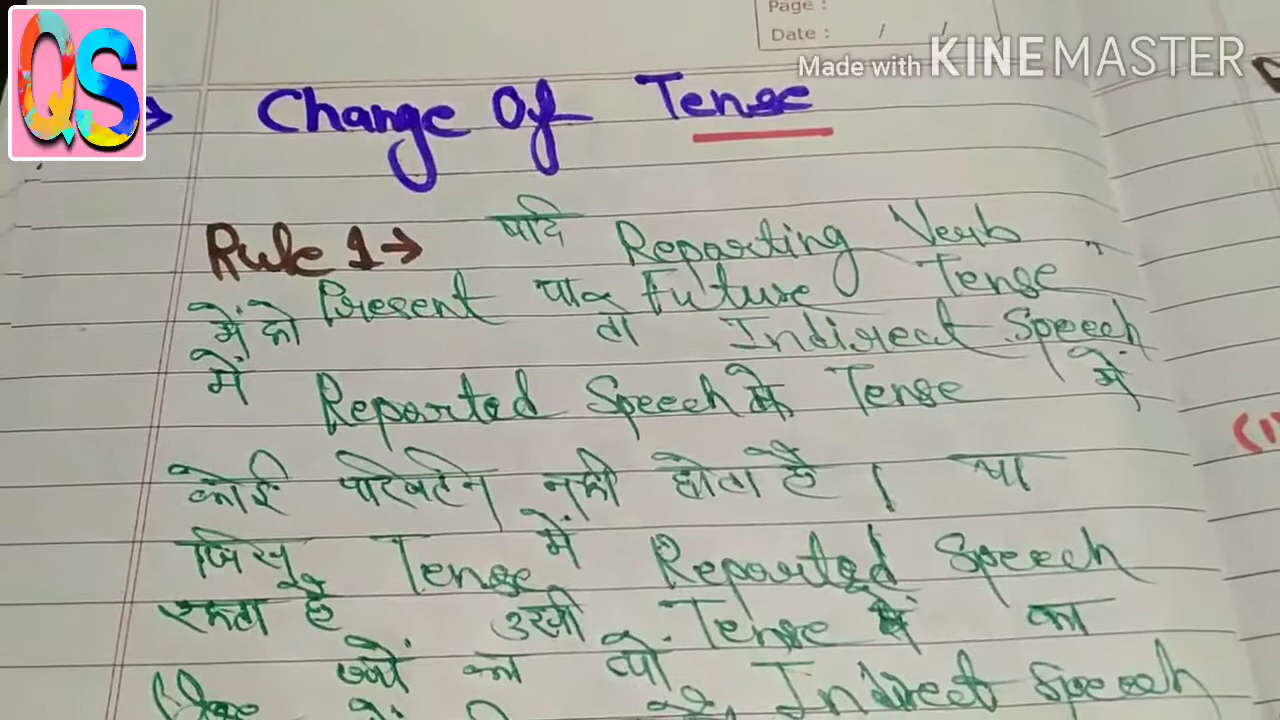 QS
Page :
Date : / /
Made with KINEMASTER
→ Change Of Tense
Rule 1→ यदि Reporting Verb
Present या Future Tense
में हो तो Indirect Speech
में Reported Speech के Tense में
कोई परिवर्तन नही होता है । या
जिस Tense में Reported Speech
रहता है उसी Tense में का
ज्यों का त्यों Indirect Speech
(1)